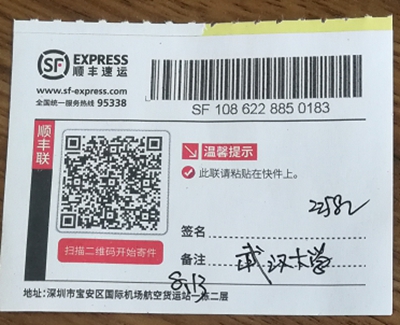 SF EXPRESS
顺丰速运
www.sf-express.com
全国统一服务热线 95338
SF 108 622 885 0183
顺丰联
温馨提示
此联请粘贴在快件上。
扫描二维码开始寄件
签名
备注 武汉大学
地址:深圳市宝安区国际机场航空货运站一栋二层